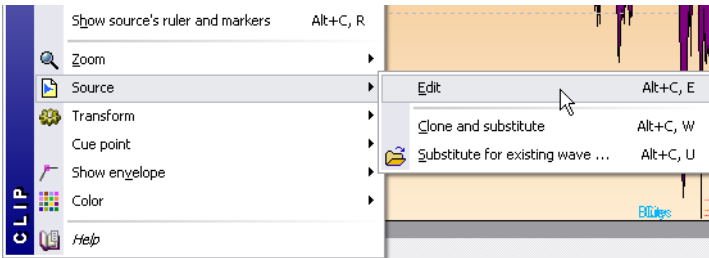 Show source's ruler and markers Alt+C, R
Zoom
Source
Transform
Cue point
Show envelope
Color
Help
CLIP
Edit Alt+C, E
Clone and substitute Alt+C, W
Substitute for existing wave ... Alt+C, U